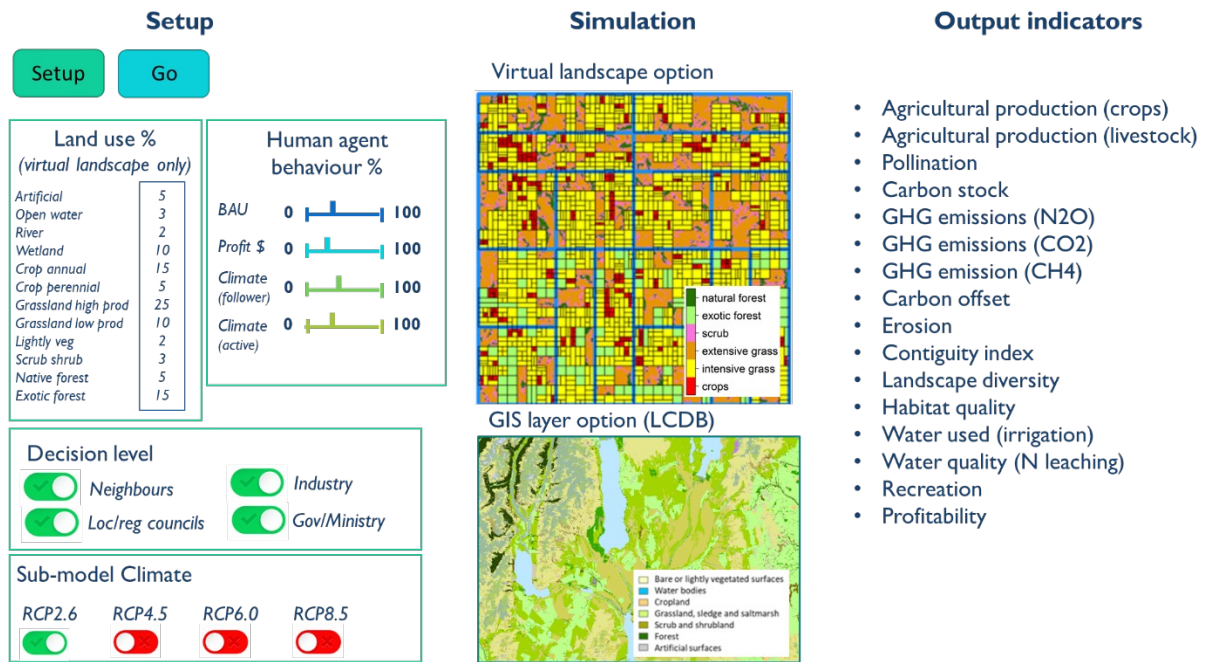 Setup
Setup
Go
Land use %
(virtual landscape only)
Artificial 5
Open water 3
River 2
Wetland 10
Crop annual 15
Crop perennial 5
Grassland high prod 25
Grassland low prod 10
Lightly veg 2
Scrub shrub 3
Native forest 5
Exotic forest 15
Human agent
behaviour %
BAU 0 100
Profit $ 0 100
Climate
(follower) 0 100
Climate
(active) 0 100
Decision level
Neighbours
Industry
Loc/reg councils
Gov/Ministry
Sub-model Climate
RCP2.6 RCP4.5 RCP6.0 RCP8.5
Simulation
Virtual landscape option
natural forest
exotic forest
scrub
extensive grass
intensive grass
crops
GIS layer option (LCDB)
Bare or lightly vegetated surfaces
Water bodies
Cropland
Grassland, sledge and saltmarsh
Scrub and shrubland
Forest
Artificial surfaces
Output indicators
• Agricultural production (crops)
• Agricultural production (livestock)
• Pollination
• Carbon stock
• GHG emissions (N2O)
• GHG emissions (CO2)
• GHG emission (CH4)
• Carbon offset
• Erosion
• Contiguity index
• Landscape diversity
• Habitat quality
• Water used (irrigation)
• Water quality (N leaching)
• Recreation
• Profitability